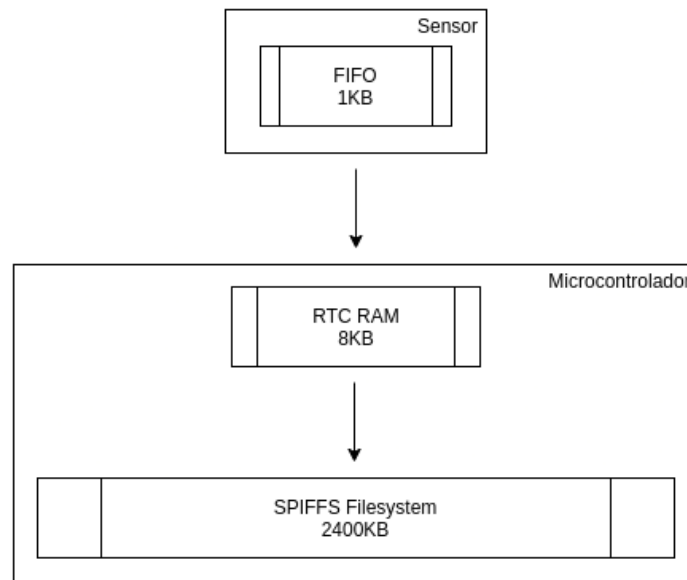 Sensor
FIFO
1KB
Microcontrolador
RTC RAM
8KB
SPIFFS Filesystem
2400KB